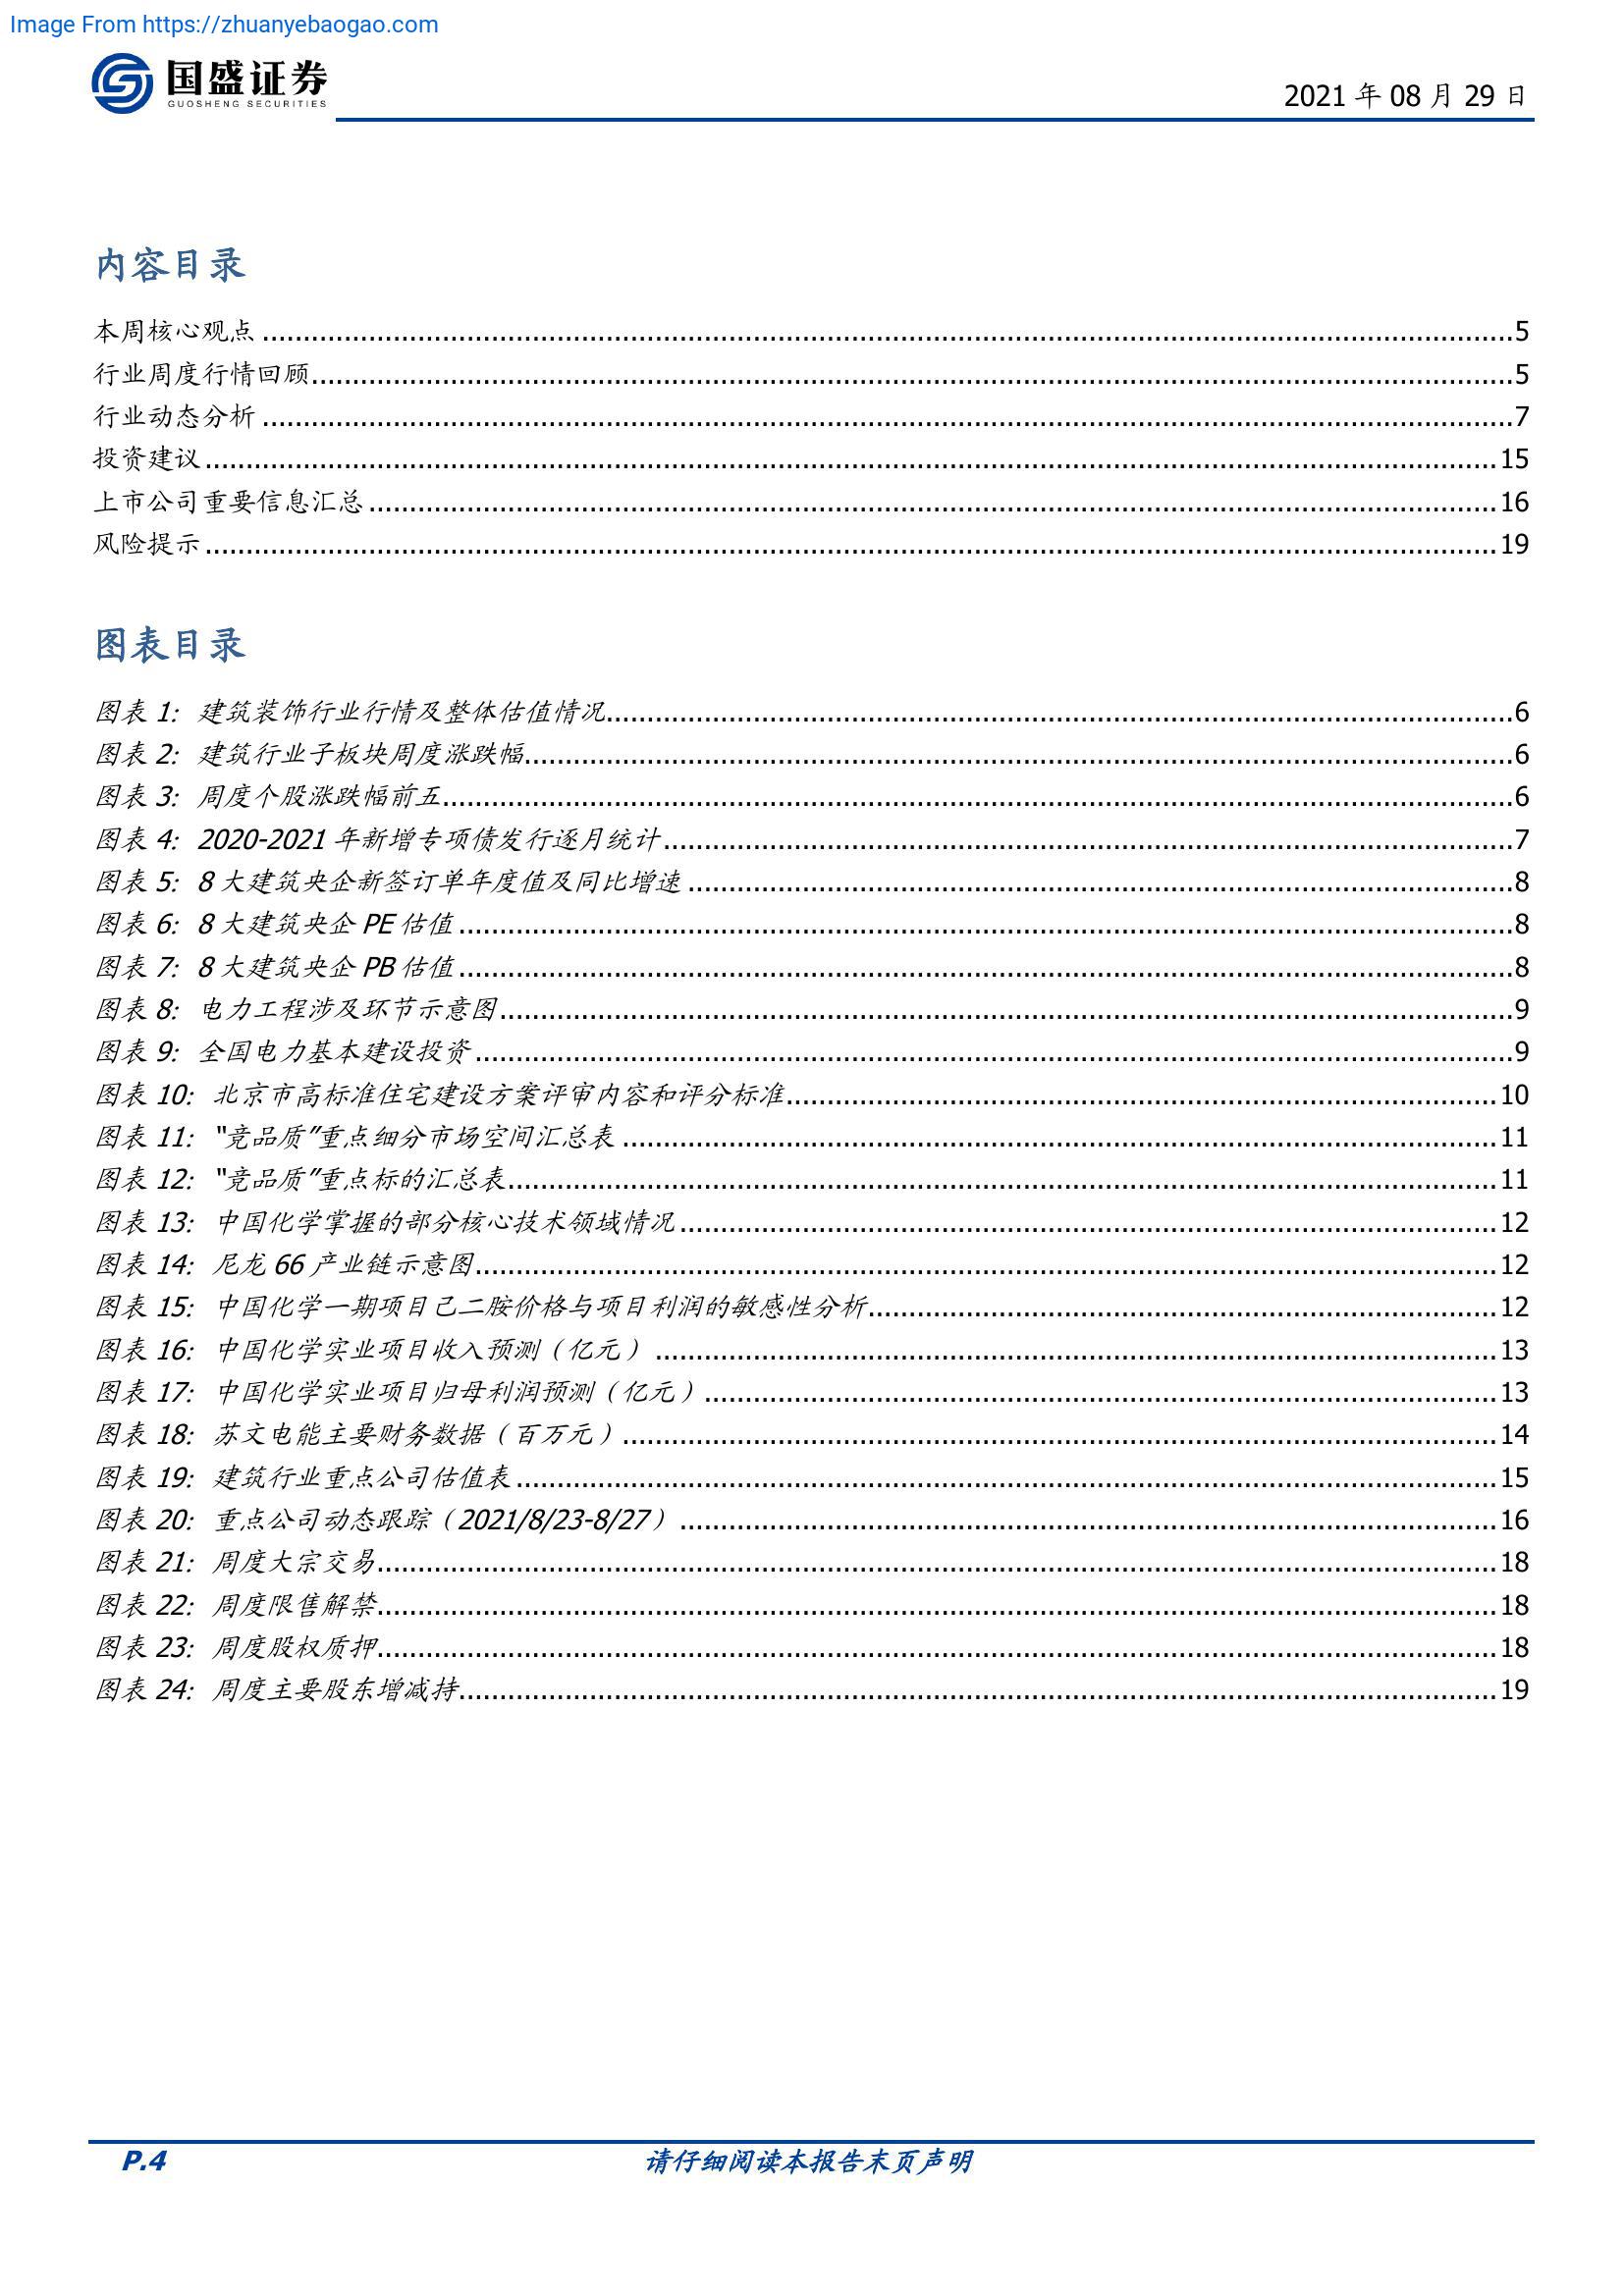 Image From https://zhuanyebaogao.com
国盛证券
GUOSHENG SECURITIES
2021 年 08 月 29 日
内容目录
本周核心观点 ........ 5
行业周度行情回顾 ........ 5
行业动态分析 ........ 7
投资建议 ........ 15
上市公司重要信息汇总 ........ 16
风险提示 ........ 19
图表目录
图表 1: 建筑装饰行业行情及整体估值情况 ........ 6
图表 2: 建筑行业子板块周度涨跌幅 ........ 6
图表 3: 周度个股涨跌幅前五 ........ 6
图表 4: 2020-2021 年新增专项债发行逐月统计 ........ 7
图表 5: 8 大建筑央企新签订单年度值及同比增速 ........ 8
图表 6: 8 大建筑央企 PE 估值 ........ 8
图表 7: 8 大建筑央企 PB 估值 ........ 8
图表 8: 电力工程涉及环节示意图 ........ 9
图表 9: 全国电力基本建设投资 ........ 9
图表 10: 北京市高标准住宅建设方案评审内容和评分标准 ........ 10
图表 11: "竞品质"重点细分市场空间汇总表 ........ 11
图表 12: "竞品质"重点标的汇总表 ........ 11
图表 13: 中国化学掌握的部分核心技术领域情况 ........ 12
图表 14: 尼龙 66 产业链示意图 ........ 12
图表 15: 中国化学一期项目己二胺价格与项目利润的敏感性分析 ........ 12
图表 16: 中国化学实业项目收入预测（亿元） ........ 13
图表 17: 中国化学实业项目归母利润预测（亿元） ........ 13
图表 18: 苏文电能主要财务数据（百万元） ........ 14
图表 19: 建筑行业重点公司估值表 ........ 15
图表 20: 重点公司动态跟踪（2021/8/23-8/27） ........ 16
图表 21: 周度大宗交易 ........ 18
图表 22: 周度限售解禁 ........ 18
图表 23: 周度股权质押 ........ 18
图表 24: 周度主要股东增减持 ........ 19
P.4
请仔细阅读本报告末页声明